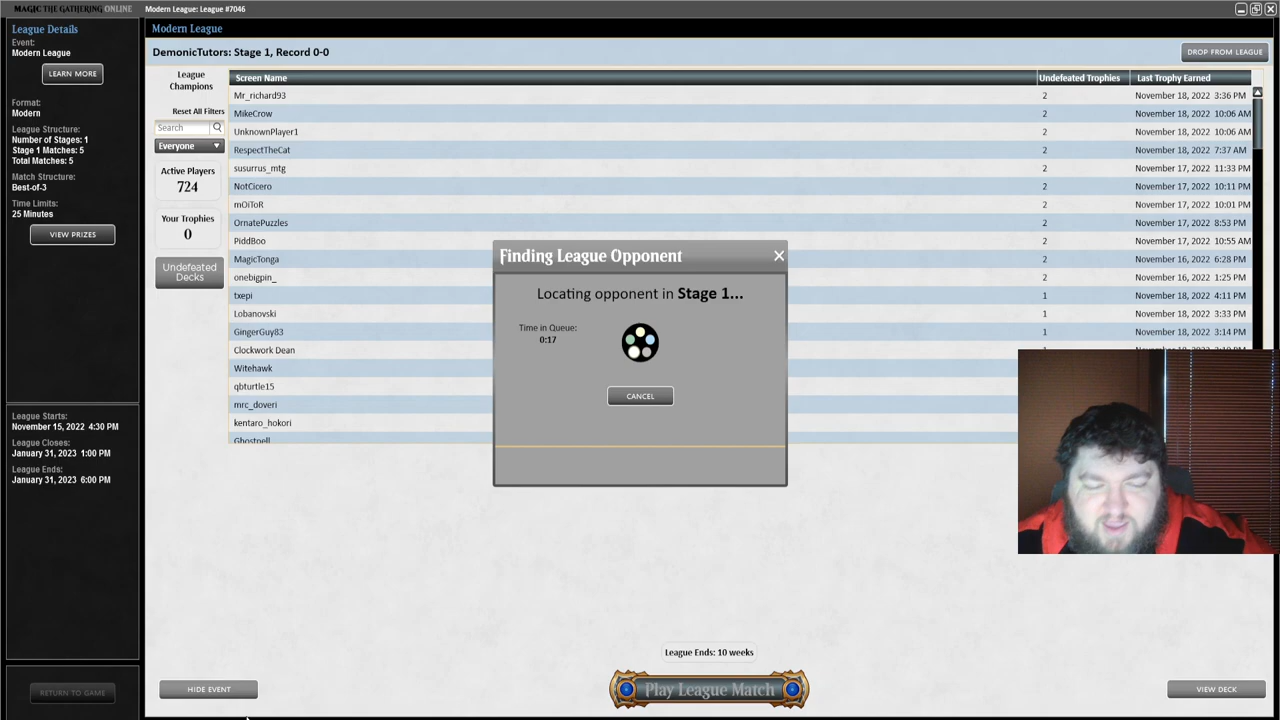 MAGIC THE GATHERING ONLINE
Modern League: League #7046
League Details
Event:
Modern League
LEARN MORE
Format:
Modern
League Structure:
Number of Stages: 1
Stage 1 Matches: 5
Total Matches: 5
Match Structure:
Best-of-3
Time Limits:
25 Minutes
VIEW PRIZES
League Starts:
November 15, 2022 4:30 PM
League Closes:
January 31, 2023 1:00 PM
League Ends:
January 31, 2023 6:00 PM
RETURN TO GAME
Modern League
DemonicTutors: Stage 1, Record 0-0
DROP FROM LEAGUE
League
Champions
Reset All Filters
Search
Everyone
Active Players
724
Your Trophies
0
Undefeated
Decks
Screen Name Undefeated Trophies Last Trophy Earned
Mr_richard93 2 November 18, 2022 3:36 PM
MikeCrow 2 November 18, 2022 10:06 AM
UnknownPlayer1 2 November 18, 2022 10:06 AM
RespectTheCat 2 November 18, 2022 7:37 AM
susurrus_mtg 2 November 17, 2022 11:33 PM
NotCicero 2 November 17, 2022 10:11 PM
mOiToR 2 November 17, 2022 10:01 PM
OrnatePuzzles 2 November 17, 2022 8:53 PM
PiddBoo 2 November 17, 2022 10:55 AM
MagicTonga 2 November 16, 2022 6:28 PM
onebigpin_ 2 November 16, 2022 1:25 PM
txepi 1 November 18, 2022 4:11 PM
Lobanovski 1 November 18, 2022 3:33 PM
GingerGuy83 1 November 18, 2022 3:14 PM
Clockwork Dean
Witehawk
qbturtle15
mrc_doveri
kentaro_hokori
Ghostnell
Finding League Opponent
Locating opponent in Stage 1...
Time in Queue:
0:17
CANCEL
League Ends: 10 weeks
HIDE EVENT
Play League Match
VIEW DECK